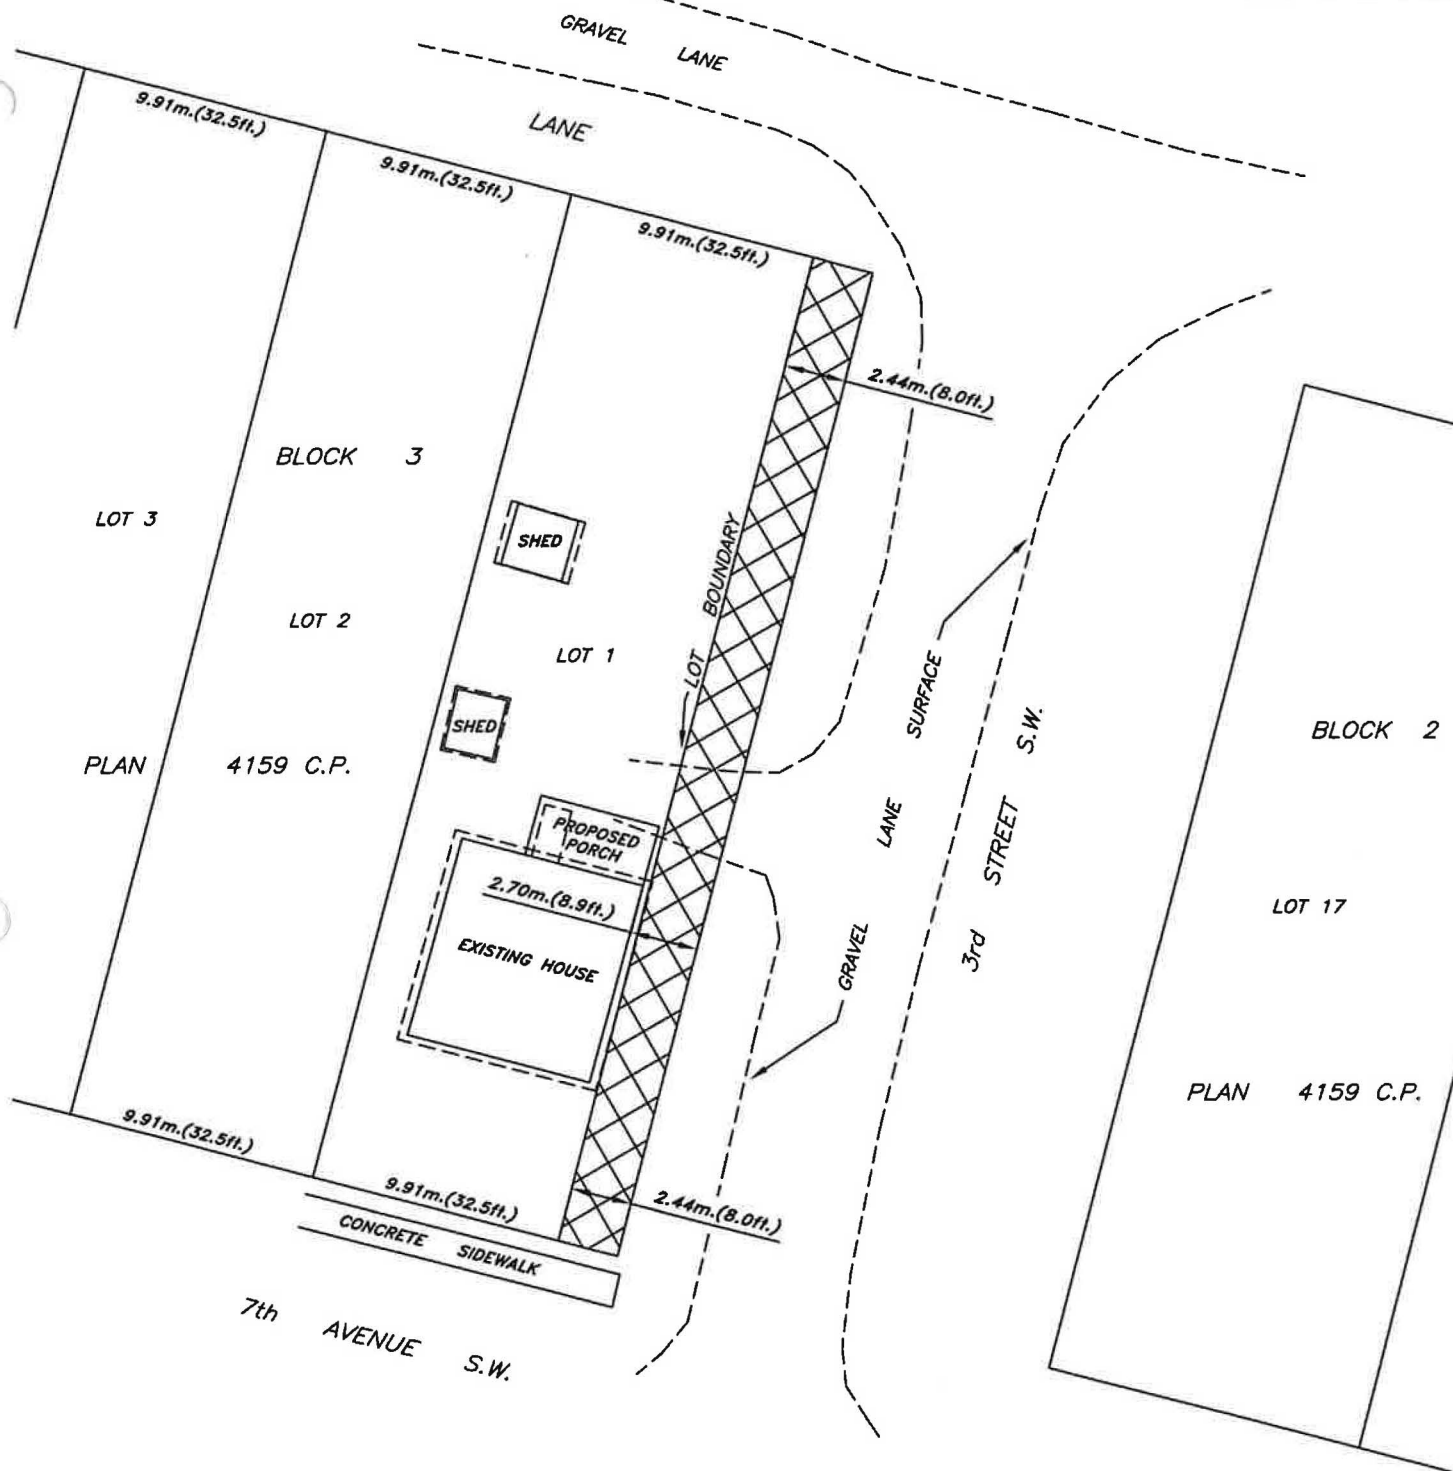 GRAVEL LANE
LANE
9.91m.(32.5ft.)
9.91m.(32.5ft.)
9.91m.(32.5ft.)
2.44m.(8.0ft.)
BLOCK 3
LOT 3
SHED
LOT BOUNDARY
LOT 2
LOT 1
SHED
PLAN 4159 C.P.
GRAVEL LANE SURFACE
3rd STREET S.W.
BLOCK 2
PROPOSED
PORCH
2.70m.(8.9ft.)
EXISTING HOUSE
LOT 17
PLAN 4159 C.P.
9.91m.(32.5ft.)
9.91m.(32.5ft.)
2.44m.(8.0ft.)
CONCRETE SIDEWALK
7th AVENUE S.W.